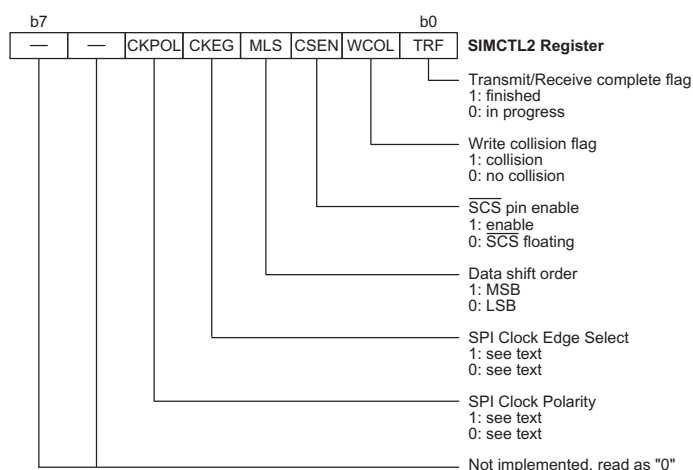 b7 b0
— — CKPOL CKEG MLS CSEN WCOL TRF SIMCTL2 Register
Transmit/Receive complete flag
1: finished
0: in progress
Write collision flag
1: collision
0: no collision
SCS pin enable
1: enable
0: SCS floating
Data shift order
1: MSB
0: LSB
SPI Clock Edge Select
1: see text
0: see text
SPI Clock Polarity
1: see text
0: see text
Not implemented, read as "0"